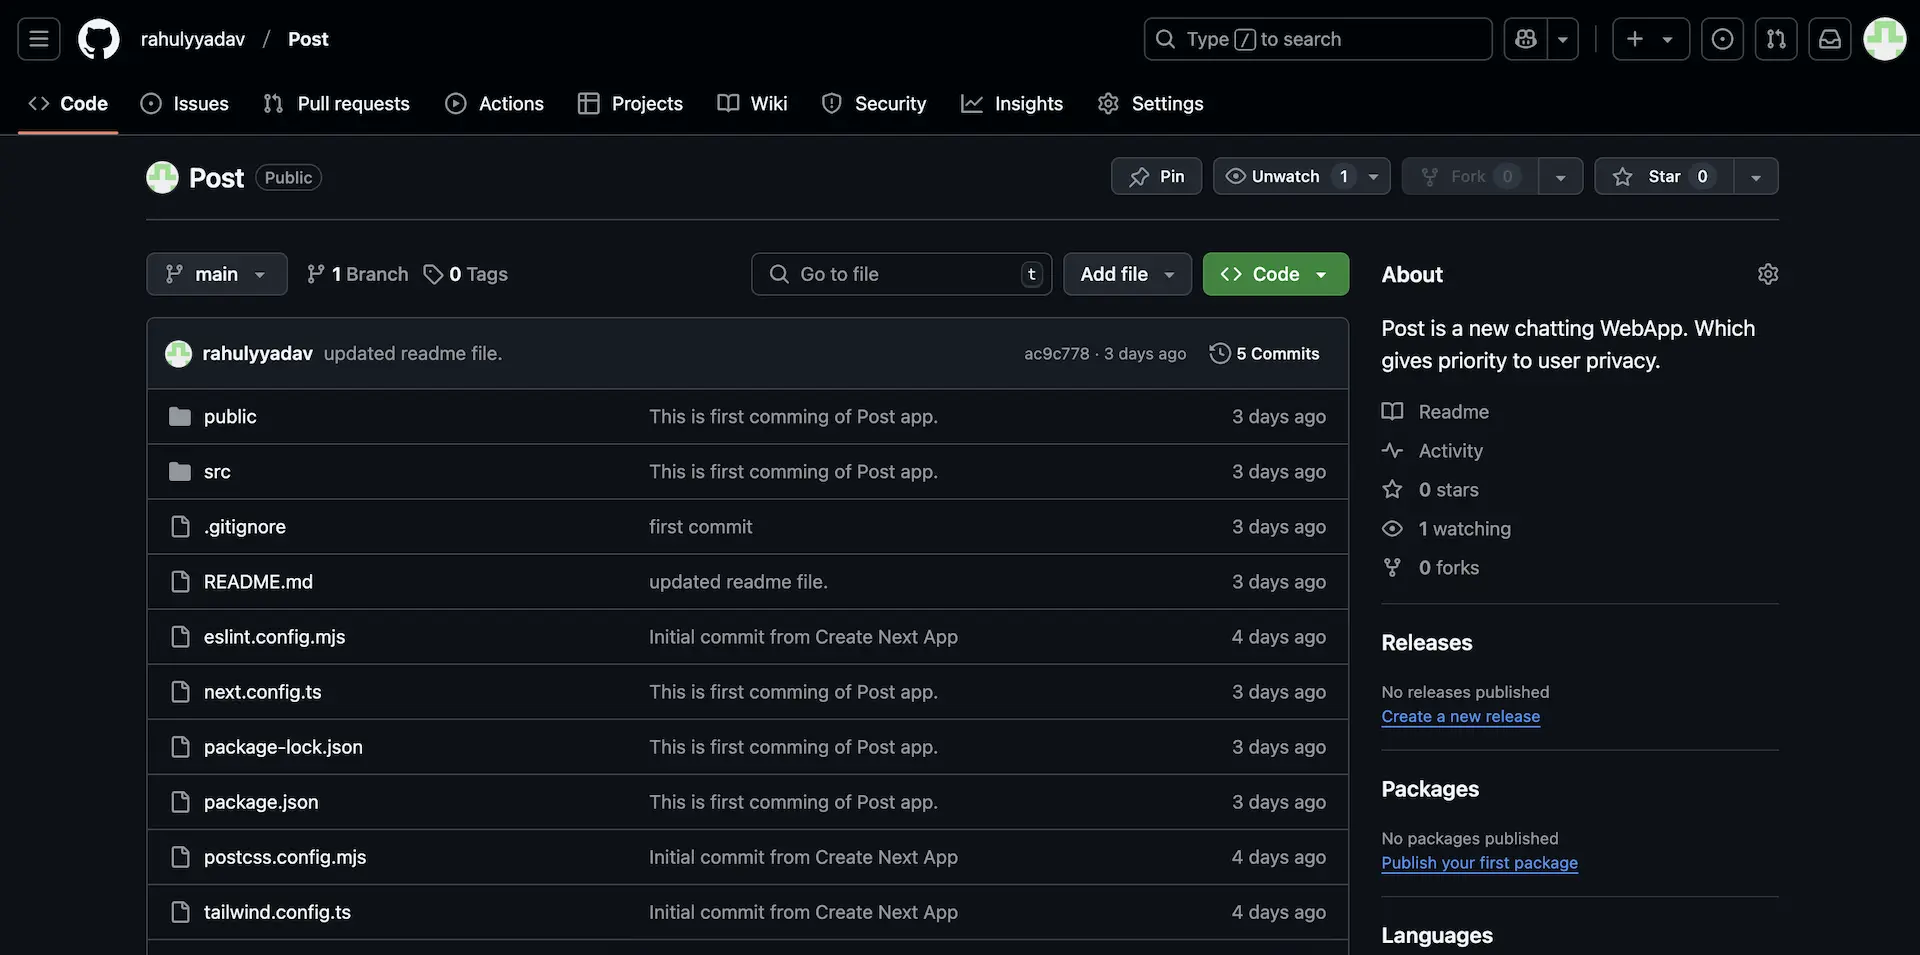 rahulyyadav / Post
Type / to search
Code Issues Pull requests Actions Projects Wiki Security Insights Settings
Post Public
Pin Unwatch 1 Fork 0 Star 0
main 1 Branch 0 Tags Go to file t Add file Code
rahulyyadav updated readme file. ac9c778 · 3 days ago 5 Commits
public This is first comming of Post app. 3 days ago
src This is first comming of Post app. 3 days ago
.gitignore first commit 3 days ago
README.md updated readme file. 3 days ago
eslint.config.mjs Initial commit from Create Next App 4 days ago
next.config.ts This is first comming of Post app. 3 days ago
package-lock.json This is first comming of Post app. 3 days ago
package.json This is first comming of Post app. 3 days ago
postcss.config.mjs Initial commit from Create Next App 4 days ago
tailwind.config.ts Initial commit from Create Next App 4 days ago
About
Post is a new chatting WebApp. Which
gives priority to user privacy.
Readme
Activity
0 stars
1 watching
0 forks
Releases
No releases published
Create a new release
Packages
No packages published
Publish your first package
Languages